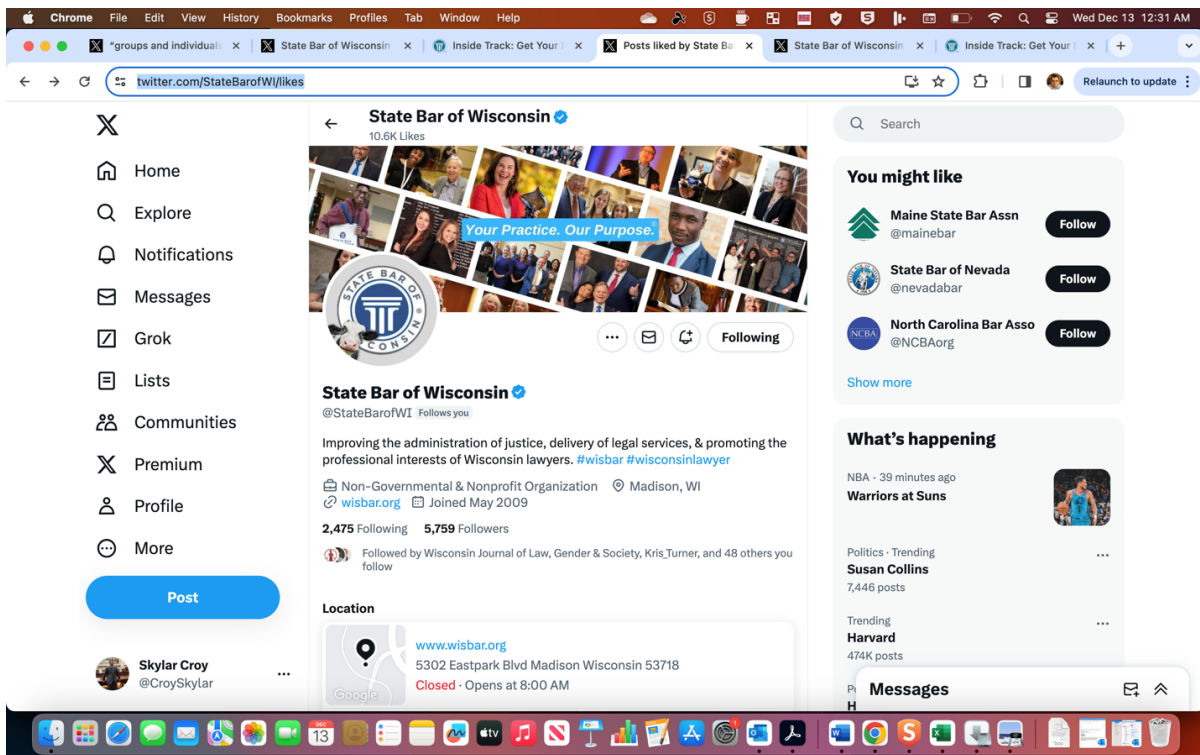 Chrome File Edit View History Bookmarks Profiles Tab Window Help Wed Dec 13 12:31 AM
"groups and individuals State Bar of Wisconsin Inside Track: Get Your Posts liked by State Ba State Bar of Wisconsin Inside Track: Get Your
twitter.com/StateBarofWI/likes Relaunch to update
State Bar of Wisconsin
10.6K Likes
Your Practice. Our Purpose.
STATE BAR OF WISCONSIN
Following
State Bar of Wisconsin
@StateBarofWI Follows you
Improving the administration of justice, delivery of legal services, & promoting the
professional interests of Wisconsin lawyers. #wisbar #wisconsinlawyer
Non-Governmental & Nonprofit Organization Madison, WI
wisbar.org Joined May 2009
2,475 Following 5,759 Followers
Followed by Wisconsin Journal of Law, Gender & Society, Kris_Turner, and 48 others you
follow
Location
www.wisbar.org
5302 Eastpark Blvd Madison Wisconsin 53718
Closed · Opens at 8:00 AM
Google
Home
Explore
Notifications
Messages
Grok
Lists
Communities
Premium
Profile
More
Post
Skylar Croy
@CroySkylar
Search
You might like
Maine State Bar Assn
@mainebar
Follow
State Bar of Nevada
@nevadabar
Follow
NCBA
North Carolina Bar Asso
@NCBAorg
Follow
Show more
What's happening
NBA · 39 minutes ago
Warriors at Suns
Politics · Trending
Susan Collins
7,446 posts
Trending
Harvard
474K posts
Messages
DEC
13
tv